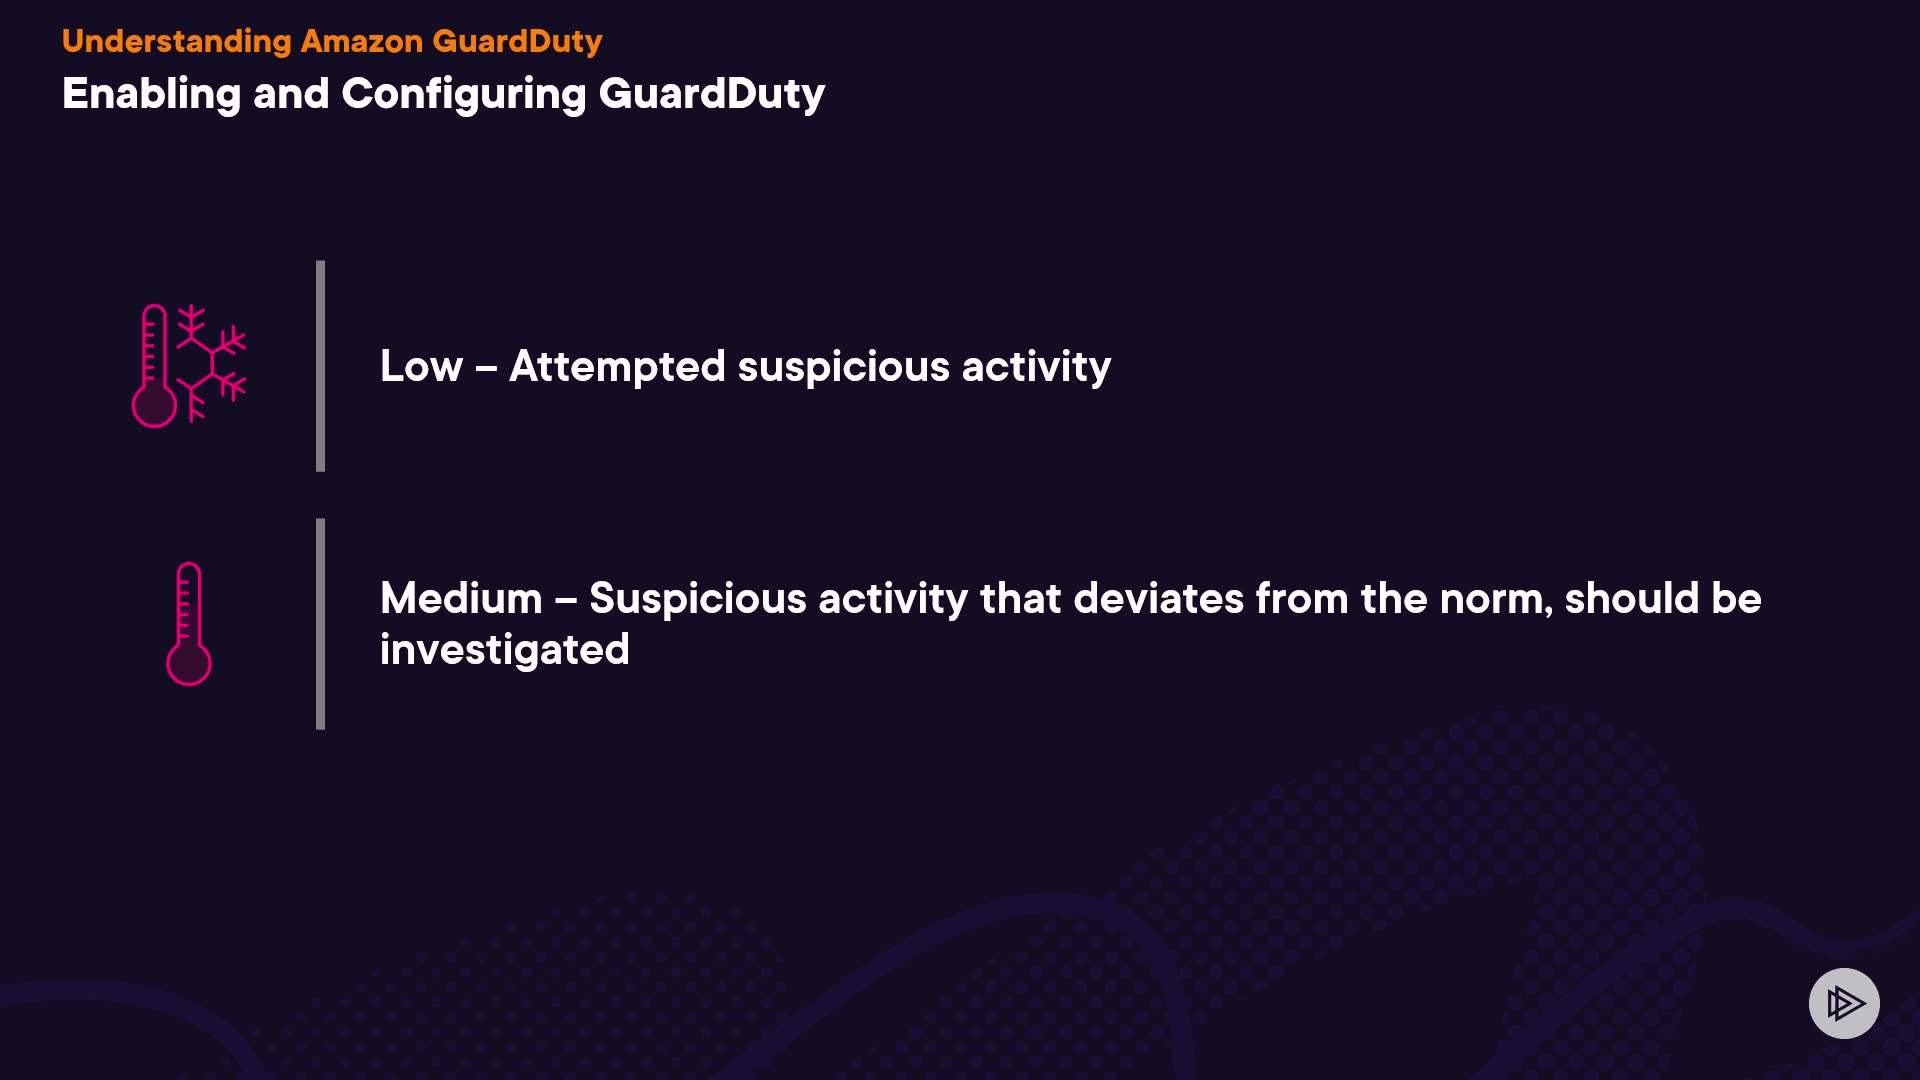 Understanding Amazon GuardDuty
Enabling and Configuring GuardDuty
Low – Attempted suspicious activity
Medium – Suspicious activity that deviates from the norm, should be
investigated